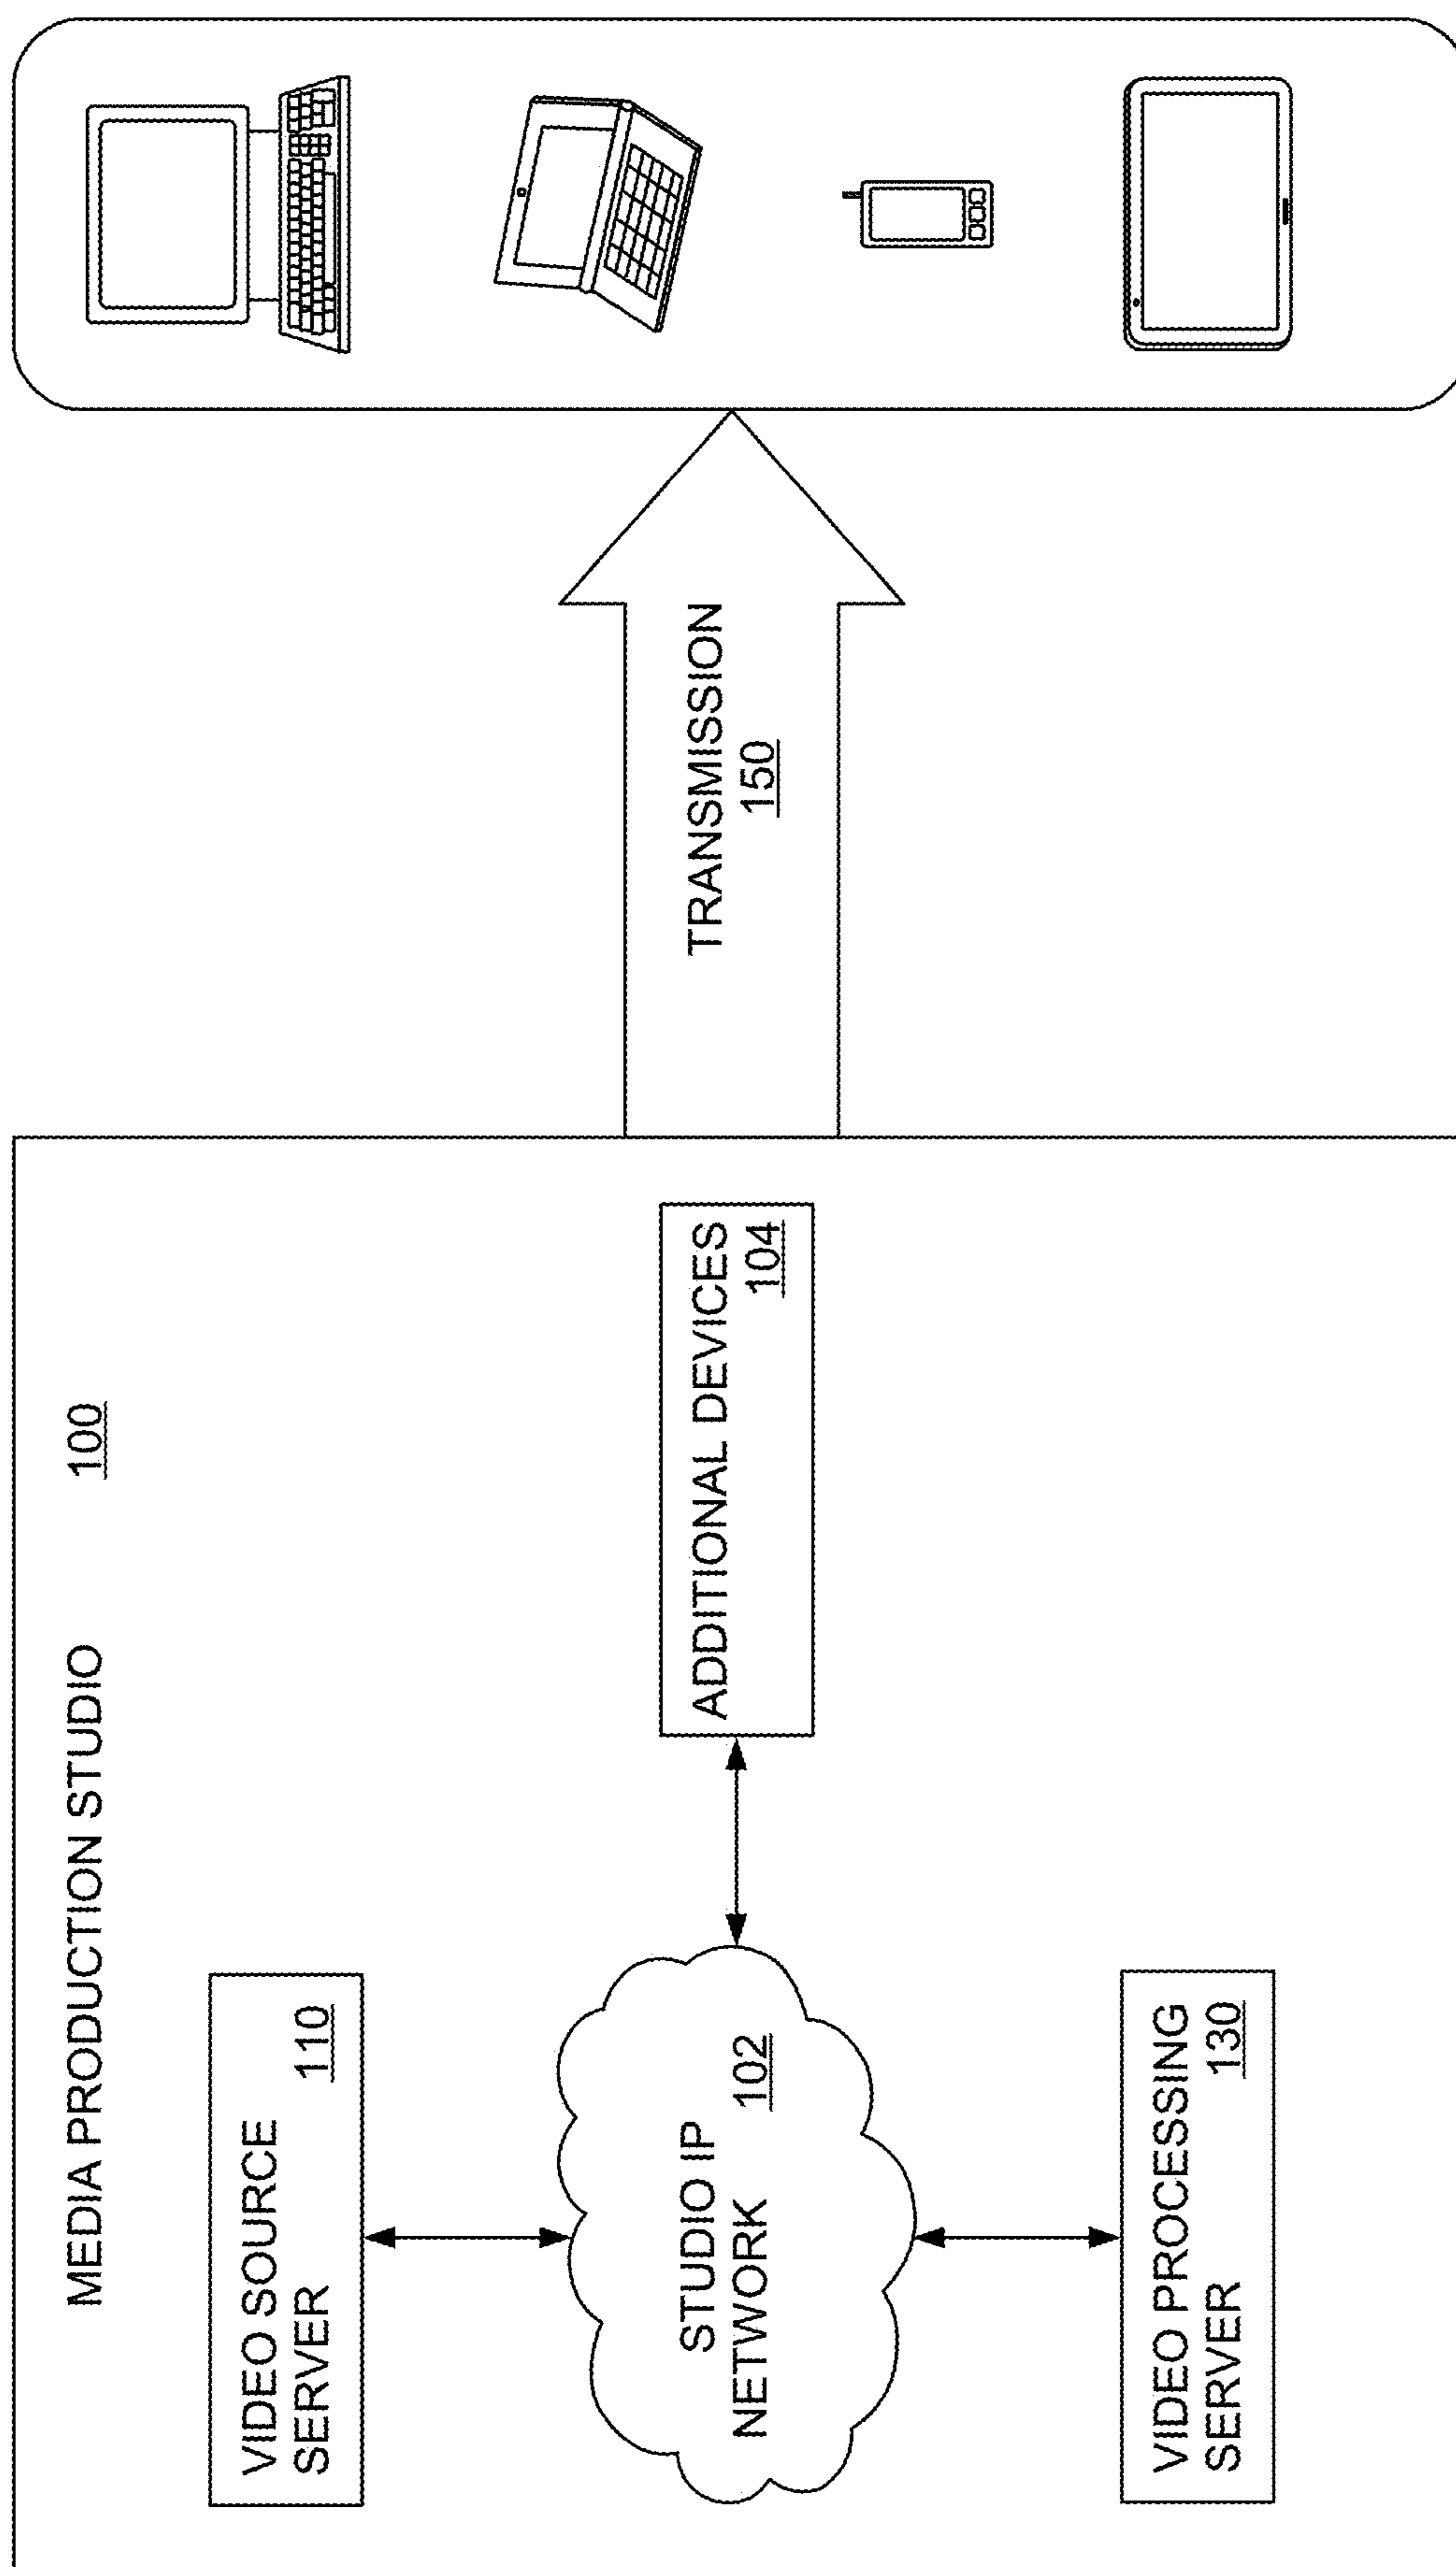 MEDIA PRODUCTION STUDIO 100
VIDEO SOURCE
SERVER 110
STUDIO IP
NETWORK 102
ADDITIONAL DEVICES
104
VIDEO PROCESSING
SERVER 130
TRANSMISSION
150